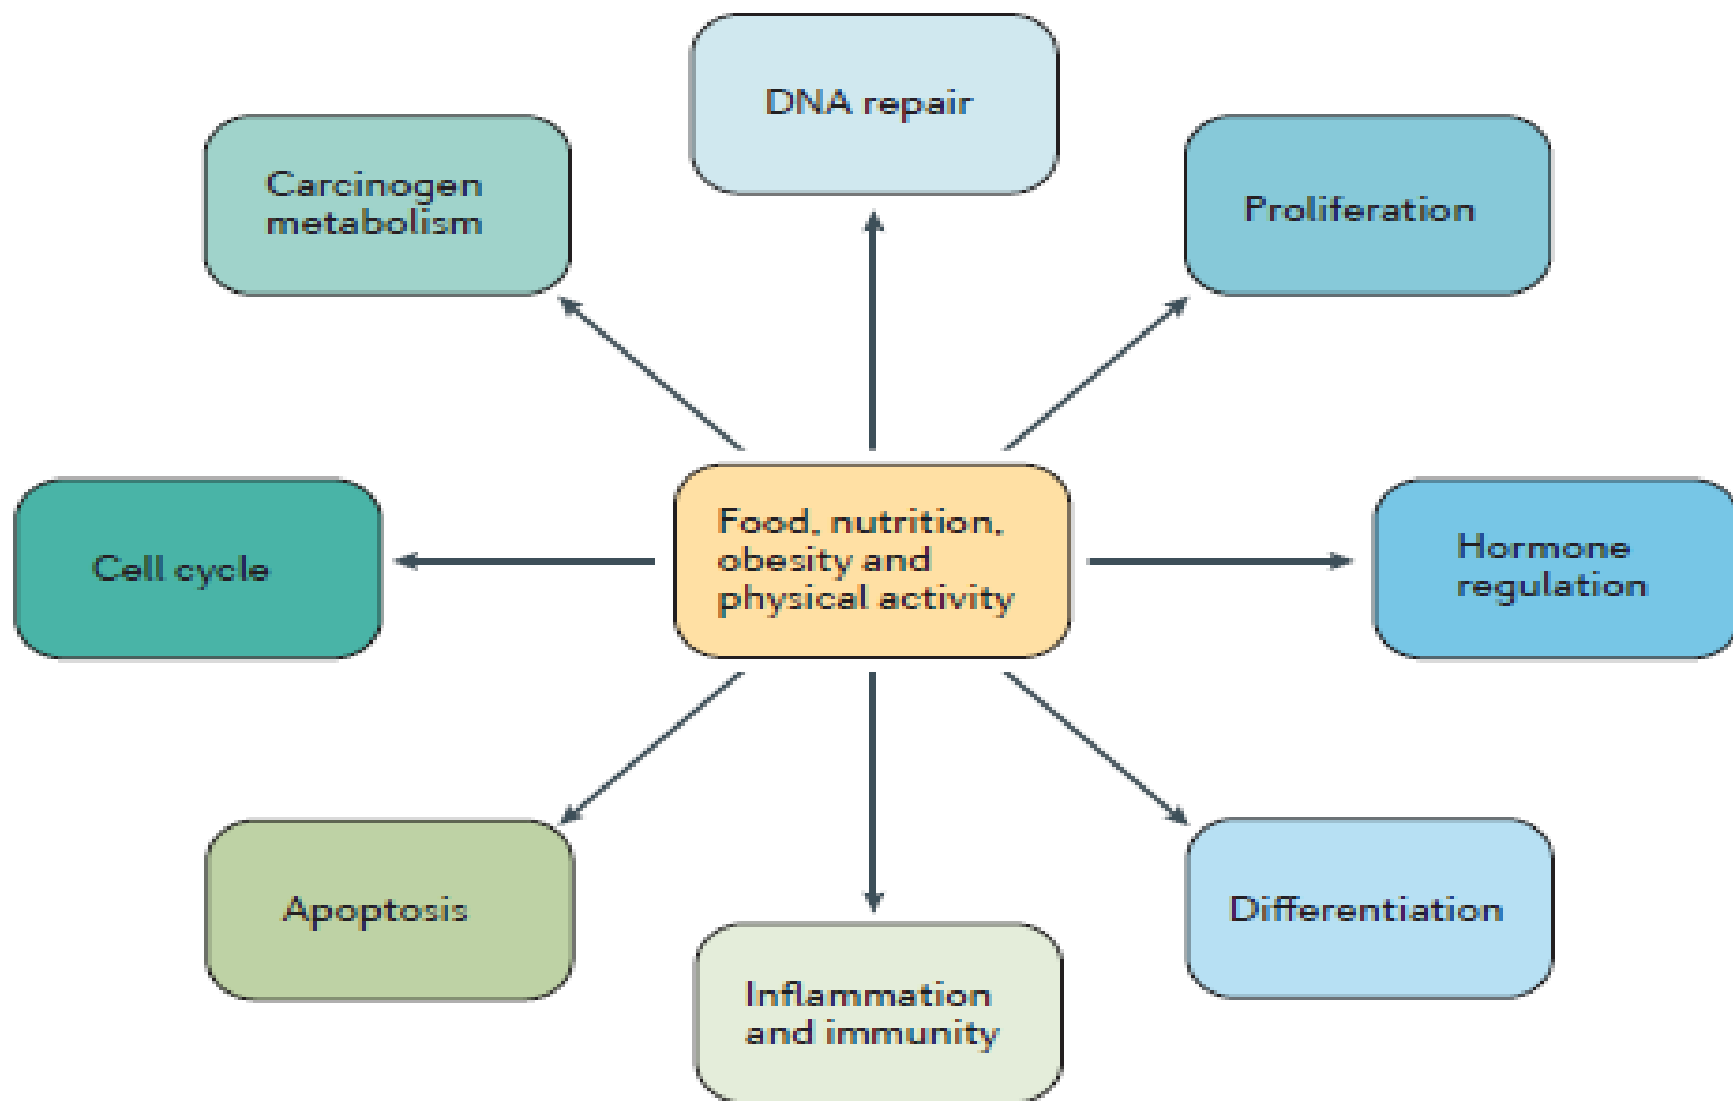 DNA repair
Carcinogen
metabolism
Proliferation
Food, nutrition,
obesity and
physical activity
Cell cycle
Hormone
regulation
Apoptosis
Differentiation
Inflammation
and immunity